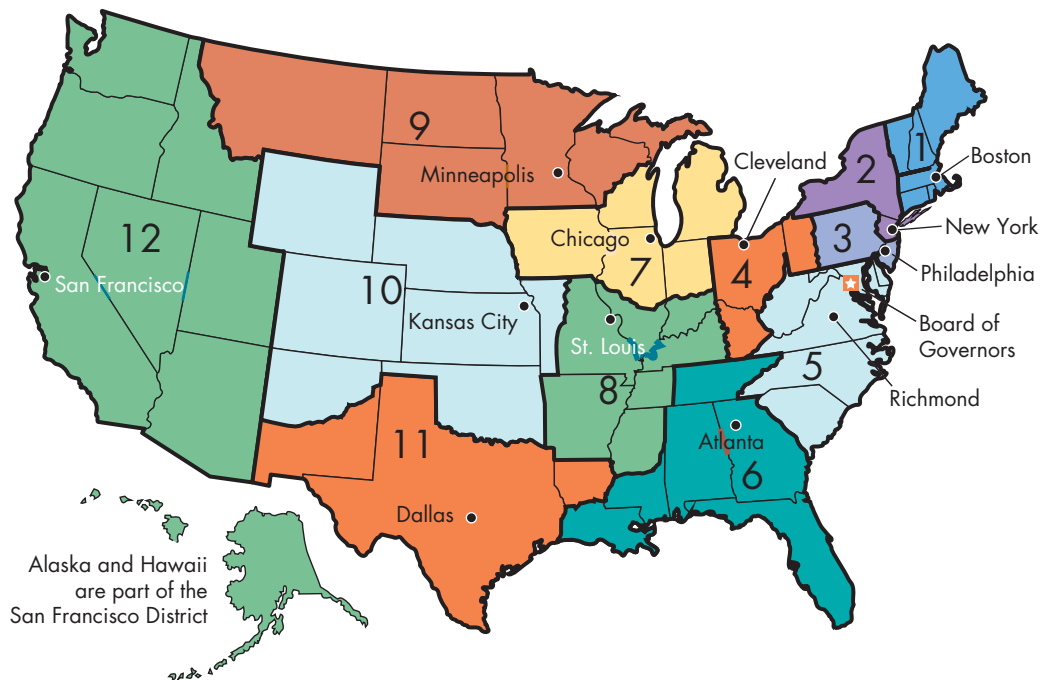 9
Minneapolis
12
San Francisco
10
Kansas City
Chicago
7
Cleveland
4
1
2
Boston
New York
3
Philadelphia
Board of
Governors
Richmond
5
St. Louis
8
Atlanta
6
11
Dallas
Alaska and Hawaii
are part of the
San Francisco District